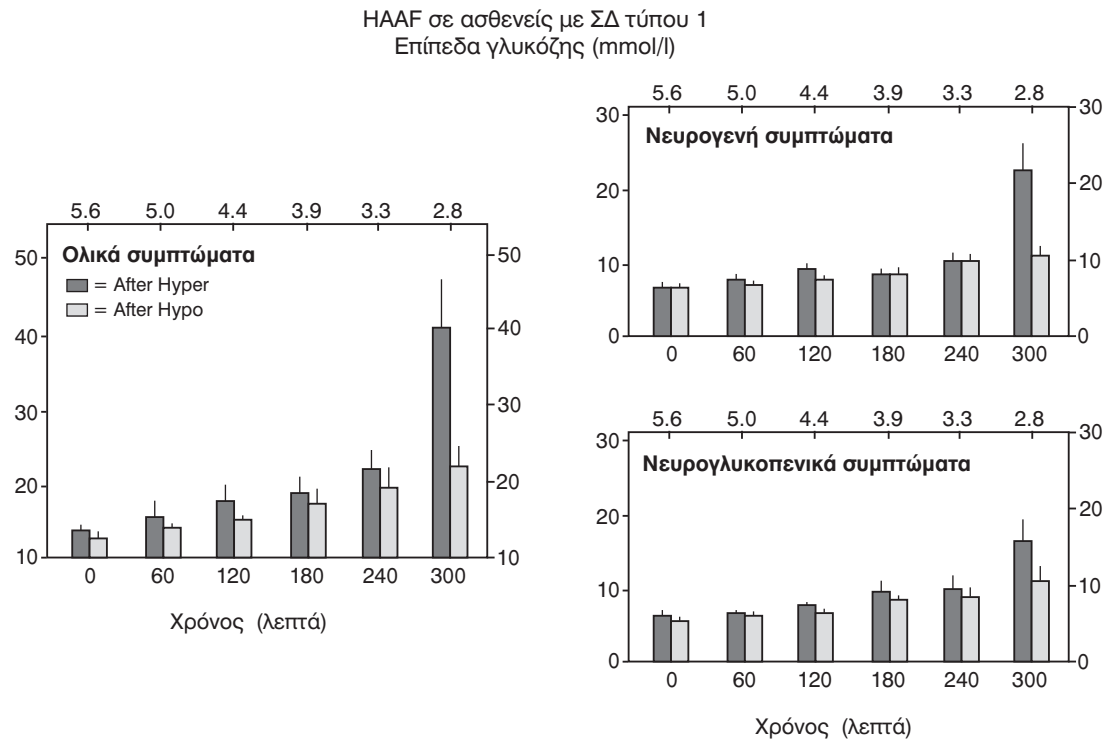 HAAF σε ασθενείς με ΣΔ τύπου 1
Επίπεδα γλυκόζης (mmol/l)
5.6 5.0 4.4 3.9 3.3 2.8
Ολικά συμπτώματα
= After Hyper
= After Hypo
50 50
40 40
30 30
20 20
10 10
0 60 120 180 240 300
Χρόνος (λεπτά)
5.6 5.0 4.4 3.9 3.3 2.8
30 30
Νευρογενή συμπτώματα
20 20
10 10
0 0
0 60 120 180 240 300
5.6 5.0 4.4 3.9 3.3 2.8
30 30
Νευρογλυκοπενικά συμπτώματα
20 20
10 10
0 0
0 60 120 180 240 300
Χρόνος (λεπτά)